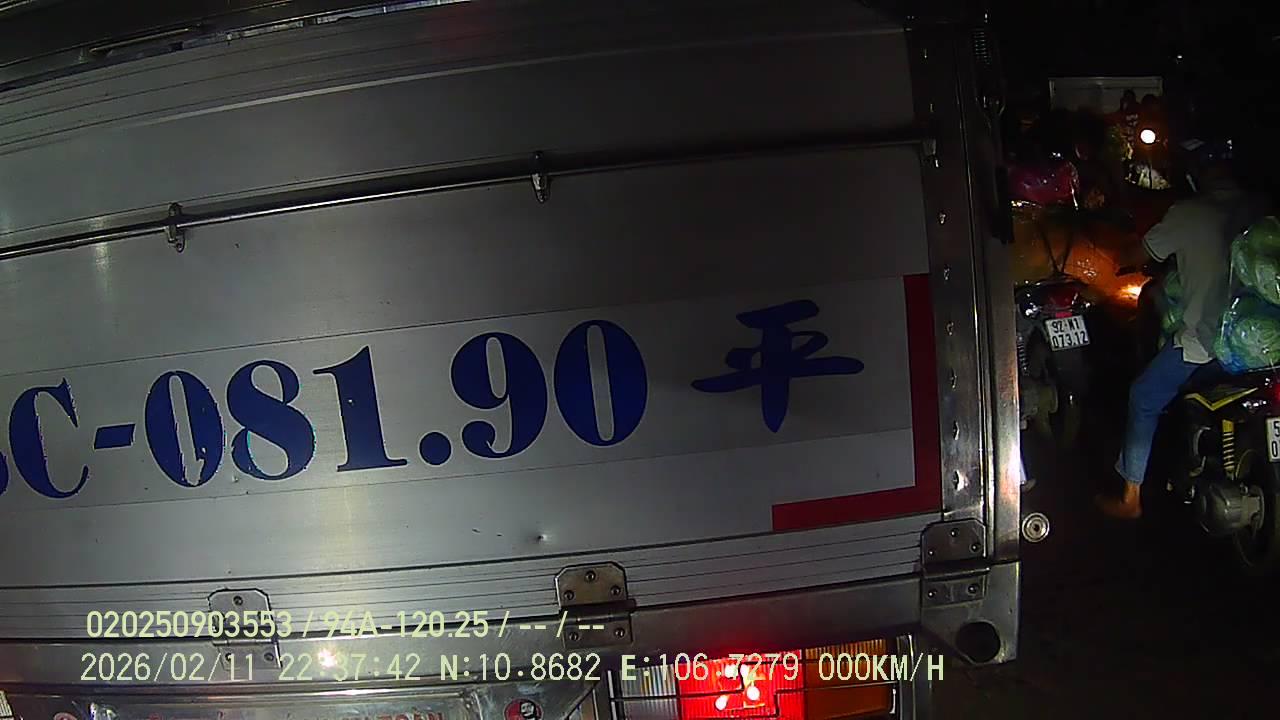 C-081.90 平
92-M1
073.12
020250903553 / 94A-120.25 / -- / --
2026/02/11 22:37:42 N:10.8682 E:106.7279 000KM/H